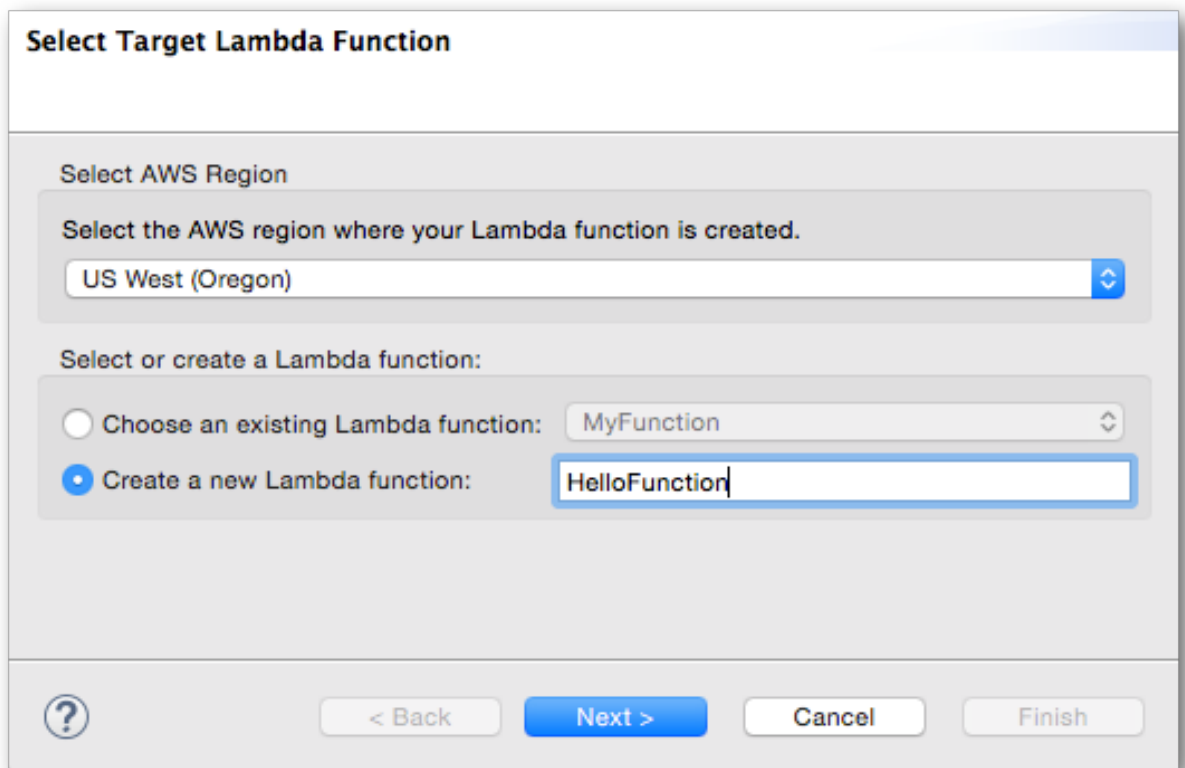 Select Target Lambda Function
Select AWS Region
Select the AWS region where your Lambda function is created.
US West (Oregon)
Select or create a Lambda function:
Choose an existing Lambda function: MyFunction
Create a new Lambda function: HelloFunction
? < Back Next > Cancel Finish